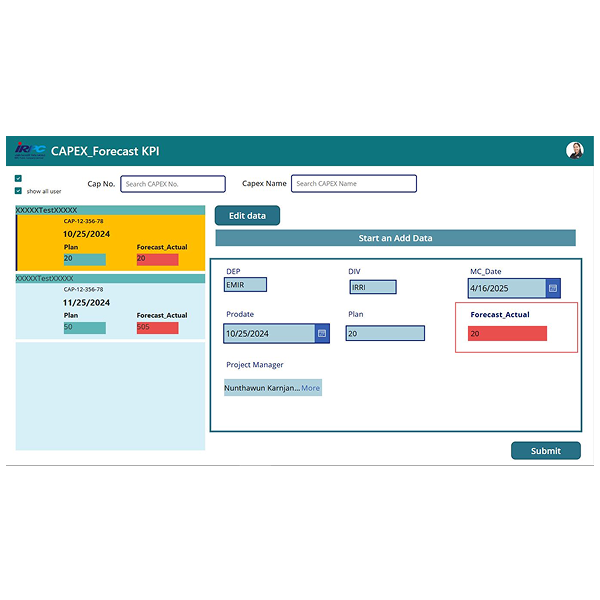 IRPC CAPEX_Forecast KPI
show all user
Cap No. Search CAPEX No. Capex Name Search CAPEX Name
XXXXXTestXXXXX
CAP-12-356-78
10/25/2024
Plan Forecast_Actual
20 20
XXXXXTestXXXXX
CAP-12-356-78
11/25/2024
Plan Forecast_Actual
50 505
Edit data
Start an Add Data
DEP DIV MC_Date
EMIR IRRI 4/16/2025
Prodate Plan Forecast_Actual
10/25/2024 20 20
Project Manager
Nunthawun Karnjan... More
Submit